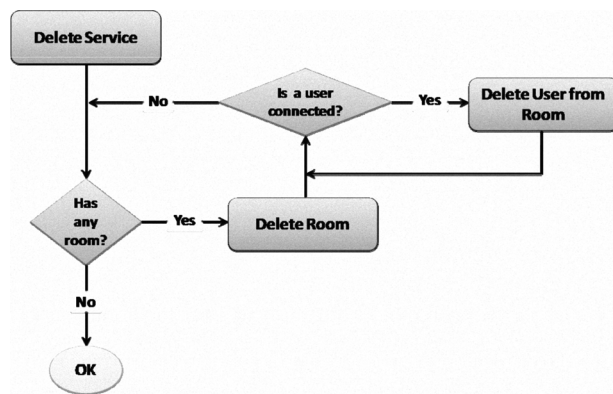 Delete Service
Is a user
connected?
No
Yes
Delete User from
Room
Has
any
room?
Yes
Delete Room
No
OK